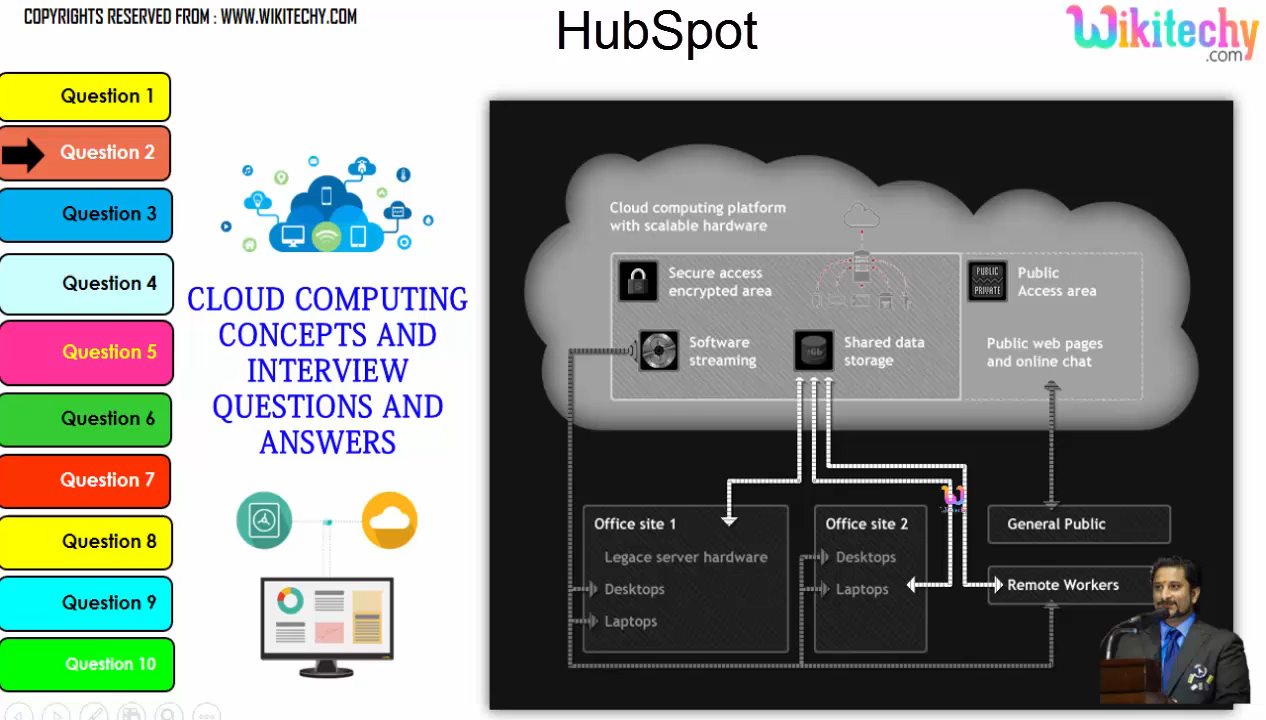 COPYRIGHTS RESERVED FROM : WWW.WIKITECHY.COM
HubSpot
Wikitechy
.com
Question 1
Question 2
Question 3
Question 4
Question 5
Question 6
Question 7
Question 8
Question 9
Question 10
CLOUD COMPUTING
CONCEPTS AND
INTERVIEW
QUESTIONS AND
ANSWERS
Cloud computing platform
with scalable hardware
Secure access
encrypted area
PUBLIC
PRIVATE
Public
Access area
Software
streaming
Shared data
storage
Public web pages
and online chat
Office site 1
Legace server hardware
Desktops
Laptops
Office site 2
Desktops
Laptops
General Public
Remote Workers